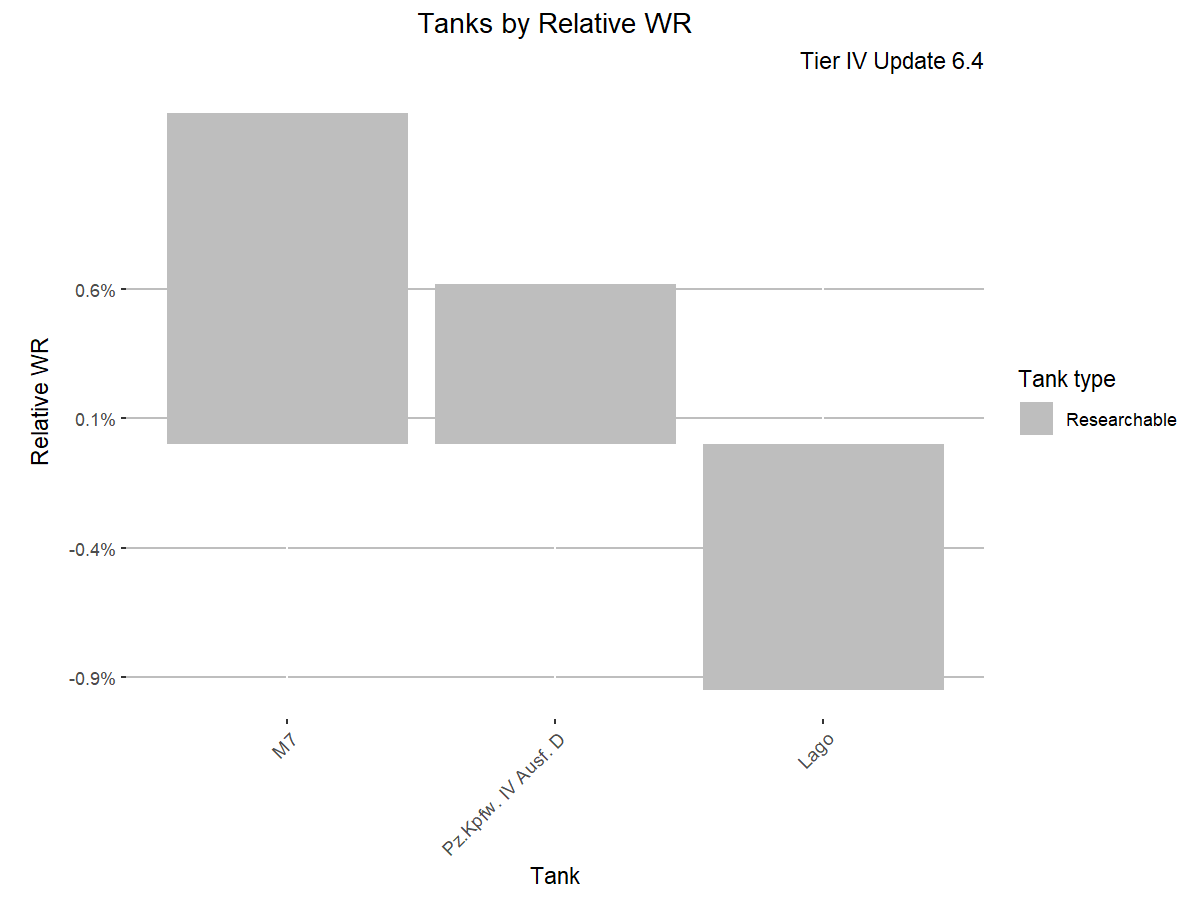 Tanks by Relative WR
Tier IV Update 6.4
Relative WR
0.6%
0.1%
-0.4%
-0.9%
M7
Pz.Kpfw. IV Ausf. D
Lago
Tank
Tank type
Researchable